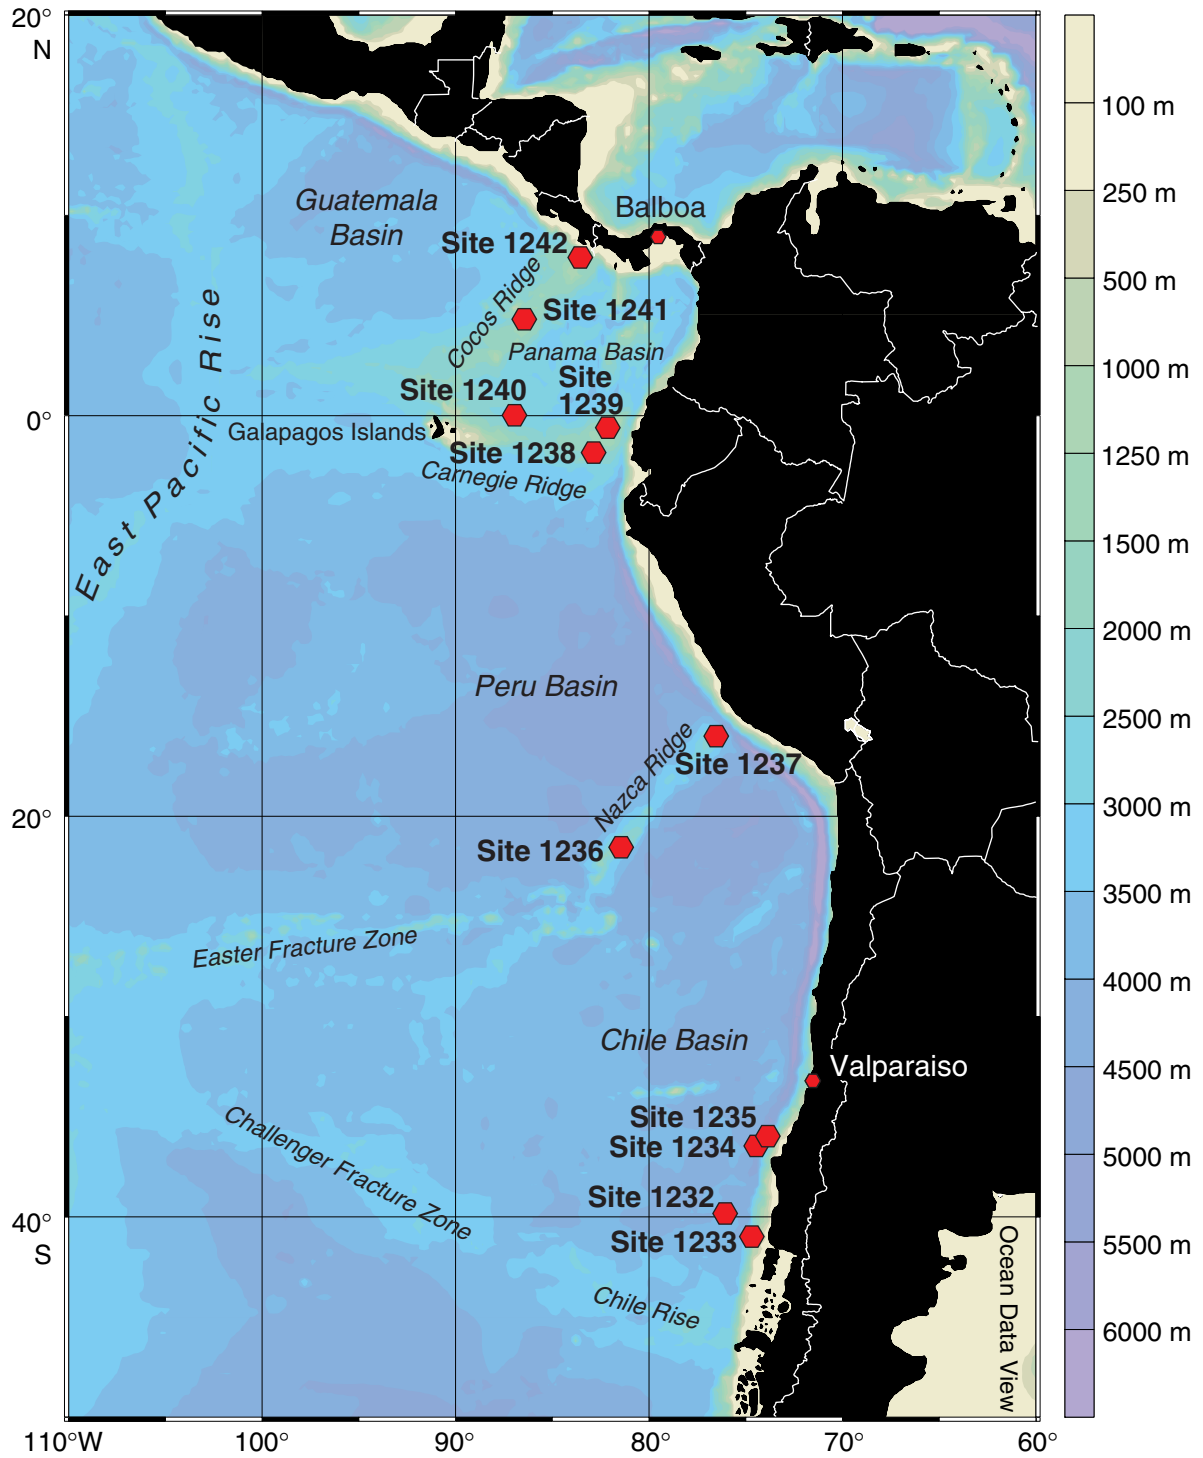 20°
N
100 m
250 m
500 m
1000 m
1250 m
1500 m
2000 m
2500 m
3000 m
3500 m
4000 m
4500 m
5000 m
5500 m
6000 m
Guatemala
Basin
Balboa
Site 1242
Cocos Ridge
Site 1241
Panama Basin
East Pacific Rise
Site 1240
Site
1239
0°
Galapagos Islands
Site 1238
Carnegie Ridge
Peru Basin
Nazca Ridge
Site 1237
20°
Site 1236
Easter Fracture Zone
Chile Basin
Valparaiso
Challenger Fracture Zone
Site 1235
Site 1234
Site 1232
40°
S
Site 1233
Chile Rise
Ocean Data View
110°W
100°
90°
80°
70°
60°